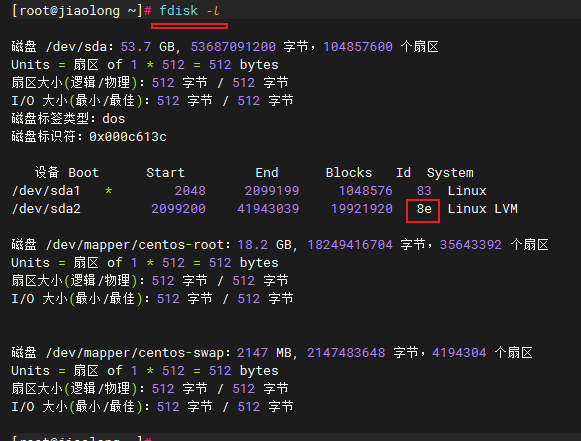 [root@jiaolong ~]# fdisk -l
磁盘 /dev/sda：53.7 GB, 53687091200 字节，104857600 个扇区
Units = 扇区 of 1 * 512 = 512 bytes
扇区大小(逻辑/物理)：512 字节 / 512 字节
I/O 大小(最小/最佳)：512 字节 / 512 字节
磁盘标签类型：dos
磁盘标识符：0x000c613c
设备 Boot      Start         End      Blocks   Id  System
/dev/sda1   *        2048     2099199     1048576   83  Linux
/dev/sda2         2099200    41943039    19921920   8e  Linux LVM
磁盘 /dev/mapper/centos-root：18.2 GB, 18249416704 字节，35643392 个扇区
Units = 扇区 of 1 * 512 = 512 bytes
扇区大小(逻辑/物理)：512 字节 / 512 字节
I/O 大小(最小/最佳)：512 字节 / 512 字节
磁盘 /dev/mapper/centos-swap：2147 MB, 2147483648 字节，4194304 个扇区
Units = 扇区 of 1 * 512 = 512 bytes
扇区大小(逻辑/物理)：512 字节 / 512 字节
I/O 大小(最小/最佳)：512 字节 / 512 字节
[root@jiaolong ~]#